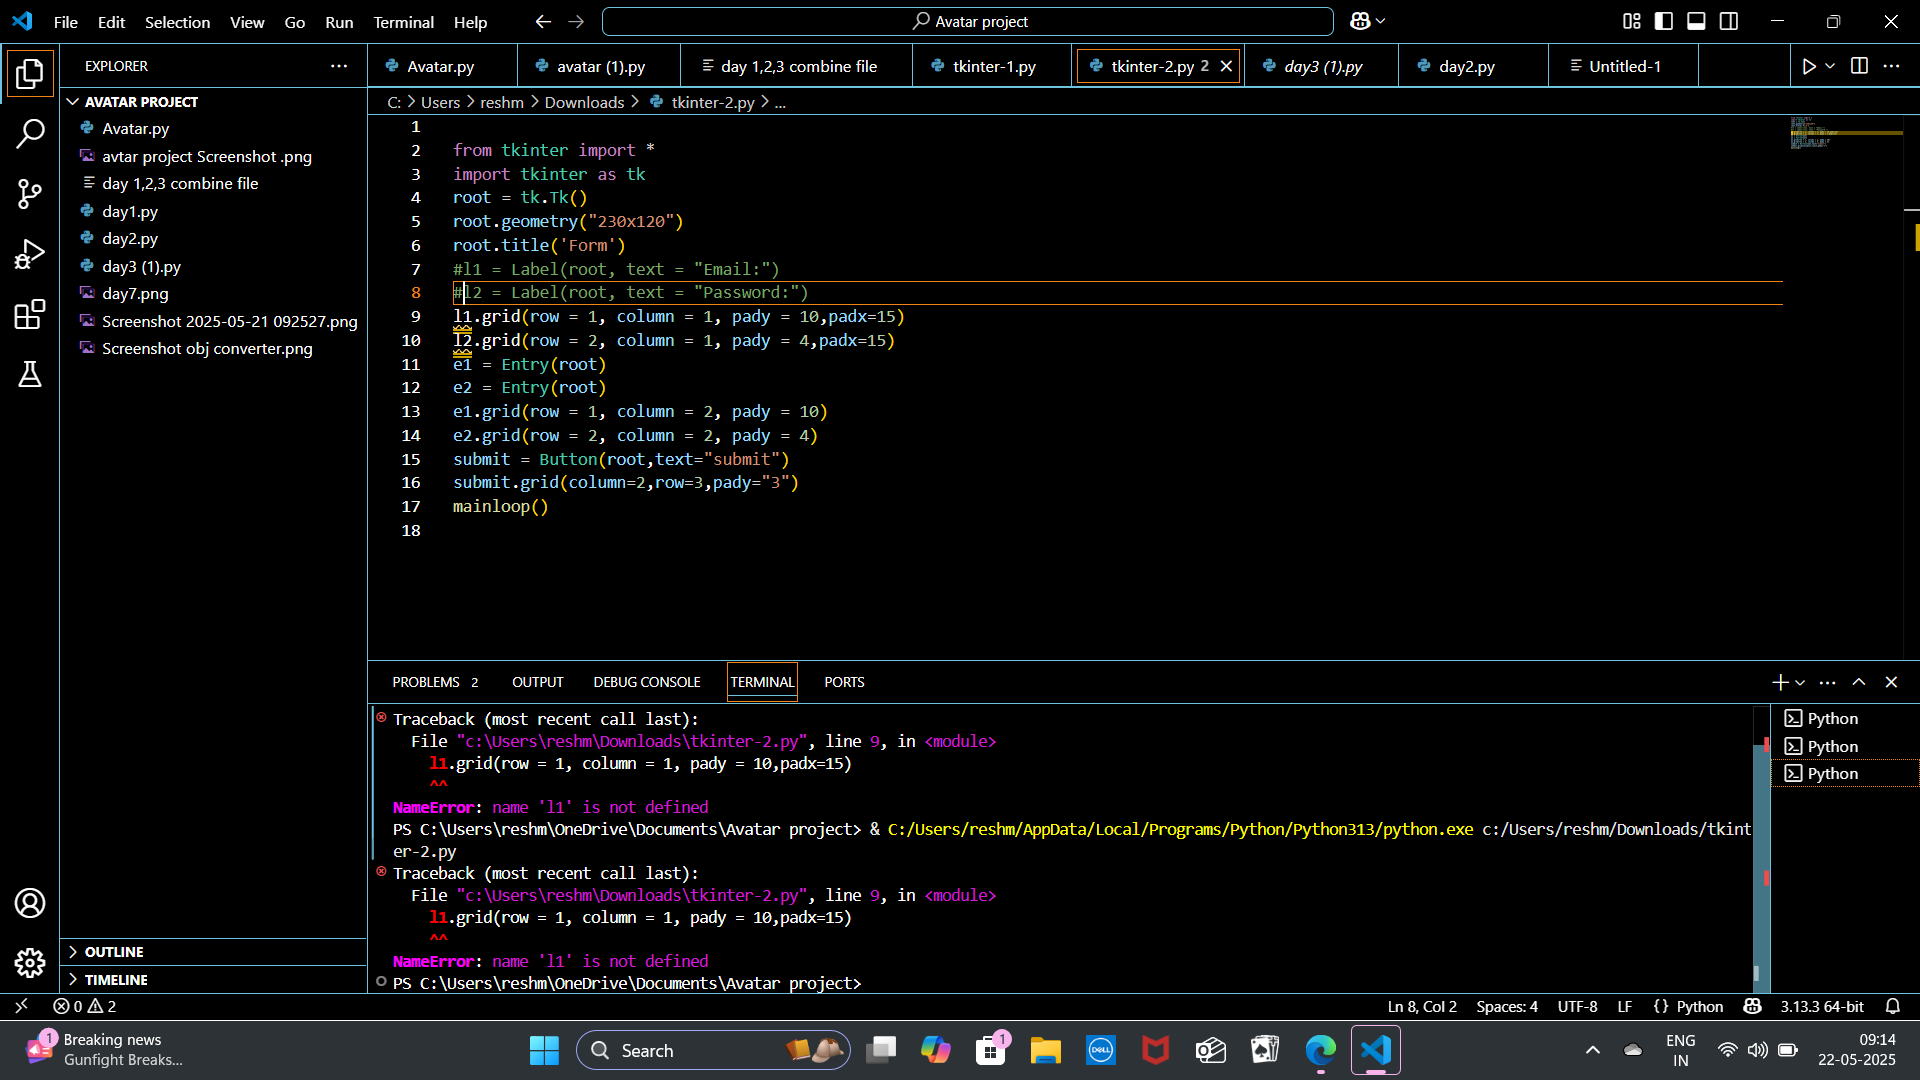 File Edit Selection View Go Run Terminal Help
Avatar project
EXPLORER
Avatar.py
avatar (1).py
day 1,2,3 combine file
tkinter-1.py
tkinter-2.py 2
day3 (1).py
day2.py
Untitled-1
C: > Users > reshm > Downloads > tkinter-2.py > ...
AVATAR PROJECT
Avatar.py
avtar project Screenshot .png
day 1,2,3 combine file
day1.py
day2.py
day3 (1).py
day7.png
Screenshot 2025-05-21 092527.png
Screenshot obj converter.png
OUTLINE
TIMELINE
1
2 from tkinter import *
3 import tkinter as tk
4 root = tk.Tk()
5 root.geometry("230x120")
6 root.title('Form')
7 #l1 = Label(root, text = "Email:")
8 #l2 = Label(root, text = "Password:")
9 l1.grid(row = 1, column = 1, pady = 10,padx=15)
10 l2.grid(row = 2, column = 1, pady = 4,padx=15)
11 e1 = Entry(root)
12 e2 = Entry(root)
13 e1.grid(row = 1, column = 2, pady = 10)
14 e2.grid(row = 2, column = 2, pady = 4)
15 submit = Button(root,text="submit")
16 submit.grid(column=2,row=3,pady="3")
17 mainloop()
18
PROBLEMS 2 OUTPUT DEBUG CONSOLE TERMINAL PORTS
Traceback (most recent call last):
File "c:\Users\reshm\Downloads\tkinter-2.py", line 9, in <module>
l1.grid(row = 1, column = 1, pady = 10,padx=15)
^^
NameError: name 'l1' is not defined
PS C:\Users\reshm\OneDrive\Documents\Avatar project> & C:/Users/reshm/AppData/Local/Programs/Python/Python313/python.exe c:/Users/reshm/Downloads/tkint
er-2.py
Traceback (most recent call last):
File "c:\Users\reshm\Downloads\tkinter-2.py", line 9, in <module>
l1.grid(row = 1, column = 1, pady = 10,padx=15)
^^
NameError: name 'l1' is not defined
PS C:\Users\reshm\OneDrive\Documents\Avatar project>
Python
Python
Python
0 2
Ln 8, Col 2 Spaces: 4 UTF-8 LF {} Python 3.13.3 64-bit
1
Breaking news
Gunfight Breaks...
Search
1
DELL
ENG
IN
09:14
22-05-2025